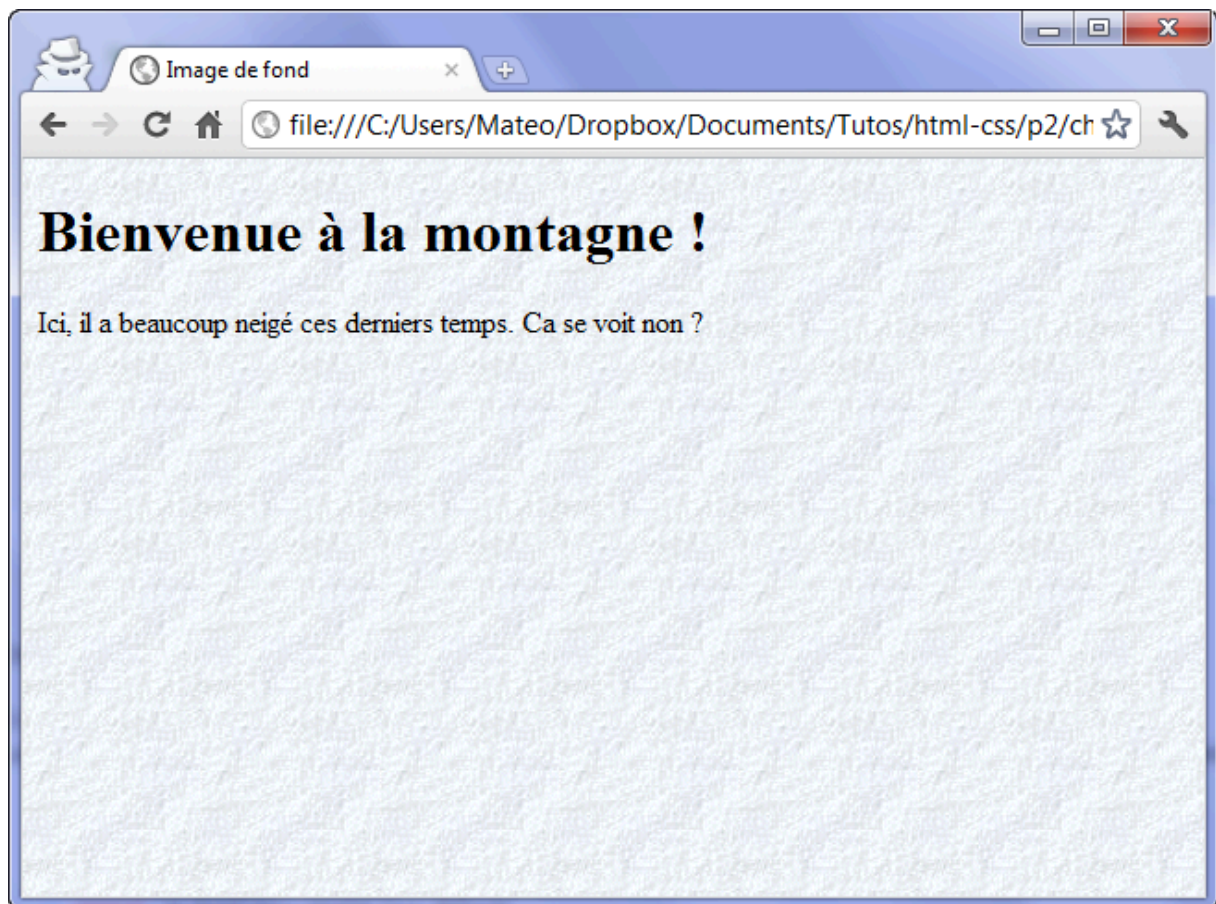 Image de fond
file:///C:/Users/Mateo/Dropbox/Documents/Tutos/html-css/p2/ch
Bienvenue à la montagne !
Ici, il a beaucoup neigé ces derniers temps. Ca se voit non ?